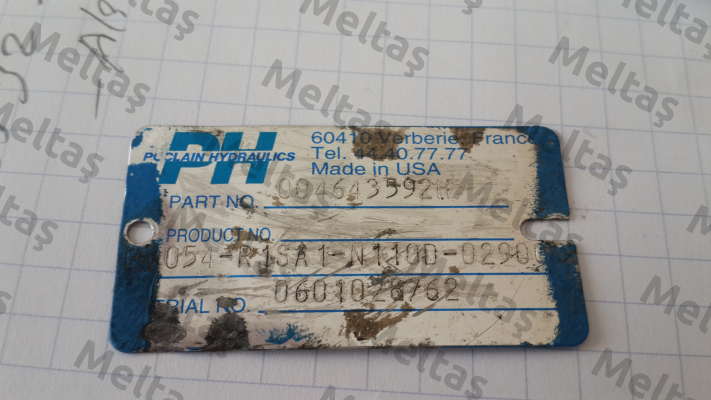 PH
POCLAIN HYDRAULICS
60410 Verberie, France
Tel. 44.40.77.77
Made in USA
PART NO. 004643592H
PRODUCT NO.
054-R1SA1-N110D-0290
SERIAL NO. 0601028762
Meltaş